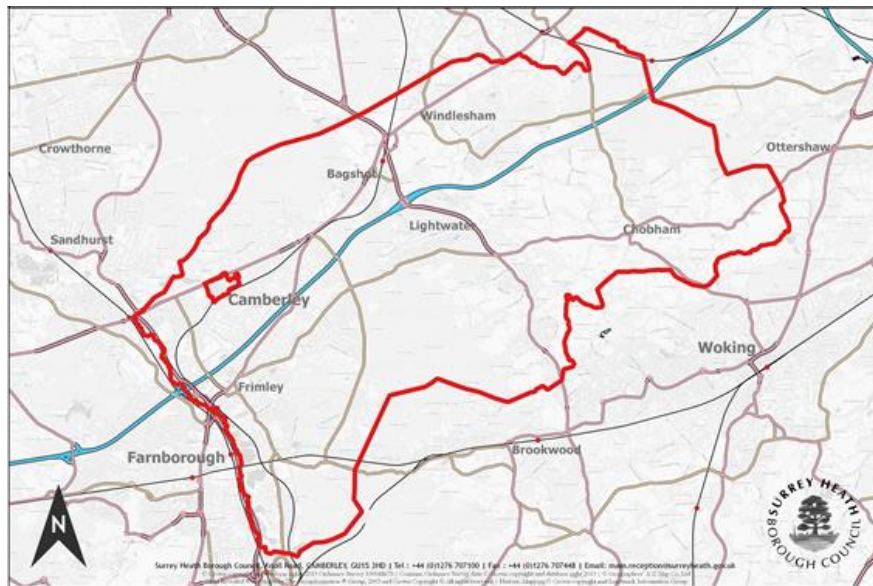 Windlesham
Crowthorne
Ottershaw
Bagshot
Lightwater
Chobham
Sandhurst
Camberley
Woking
Frimley
Brookwood
Farnborough
N
SURREY HEATH
BOROUGH COUNCIL
Surrey Heath Borough Council, Knoll Road, CAMBERLEY, GU15 3HD | Tel : +44 (0)1276.707100 | Fax : +44 (0)1276.707448 | Email: main.reception@surreyheath.gov.uk